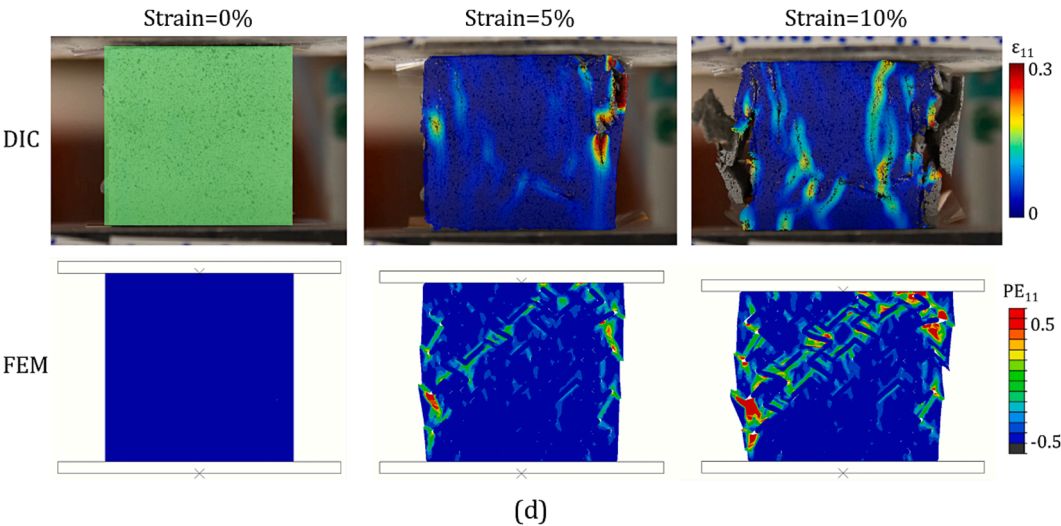 Strain=0% Strain=5% Strain=10%
ε₁₁
0.3
DIC
0
PE₁₁
0.5
FEM
-0.5
(d)